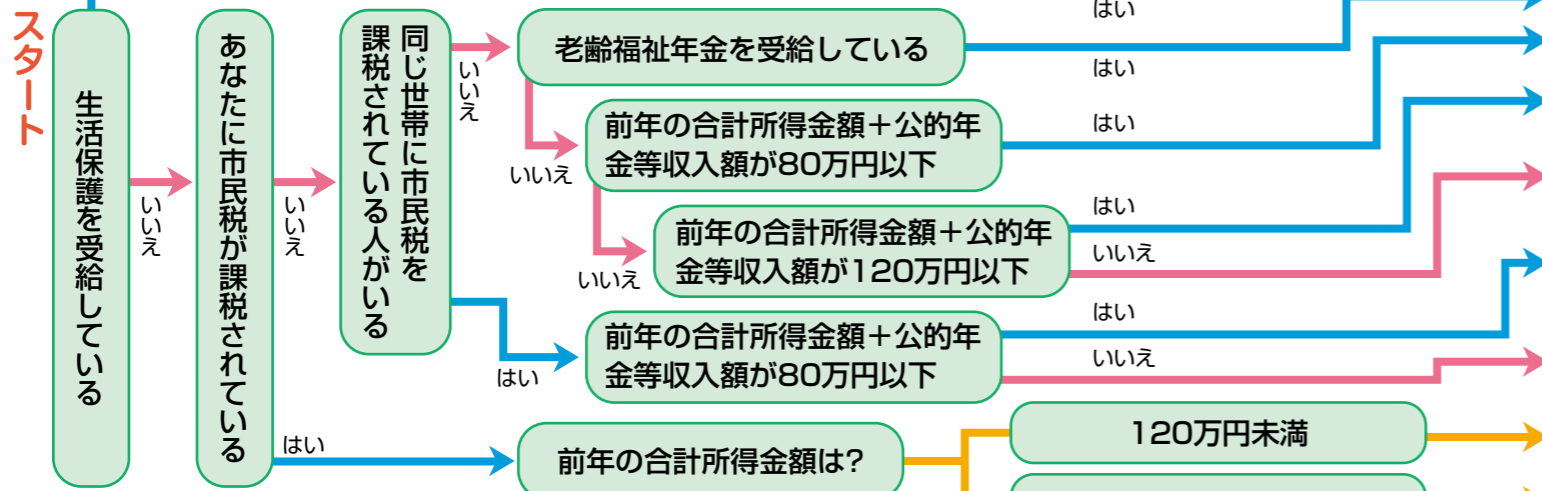 スタート
生活保護を受給している
いいえ
あなたに市民税が課税されている
いいえ
はい
同じ世帯に市民税を
課税されている人がいる
いいえ
はい
老齢福祉年金を受給している
はい
はい
いいえ
前年の合計所得金額＋公的年
金等収入額が80万円以下
はい
いいえ
前年の合計所得金額＋公的年
金等収入額が120万円以下
はい
いいえ
前年の合計所得金額＋公的年
金等収入額が80万円以下
はい
いいえ
前年の合計所得金額は?
120万円未満